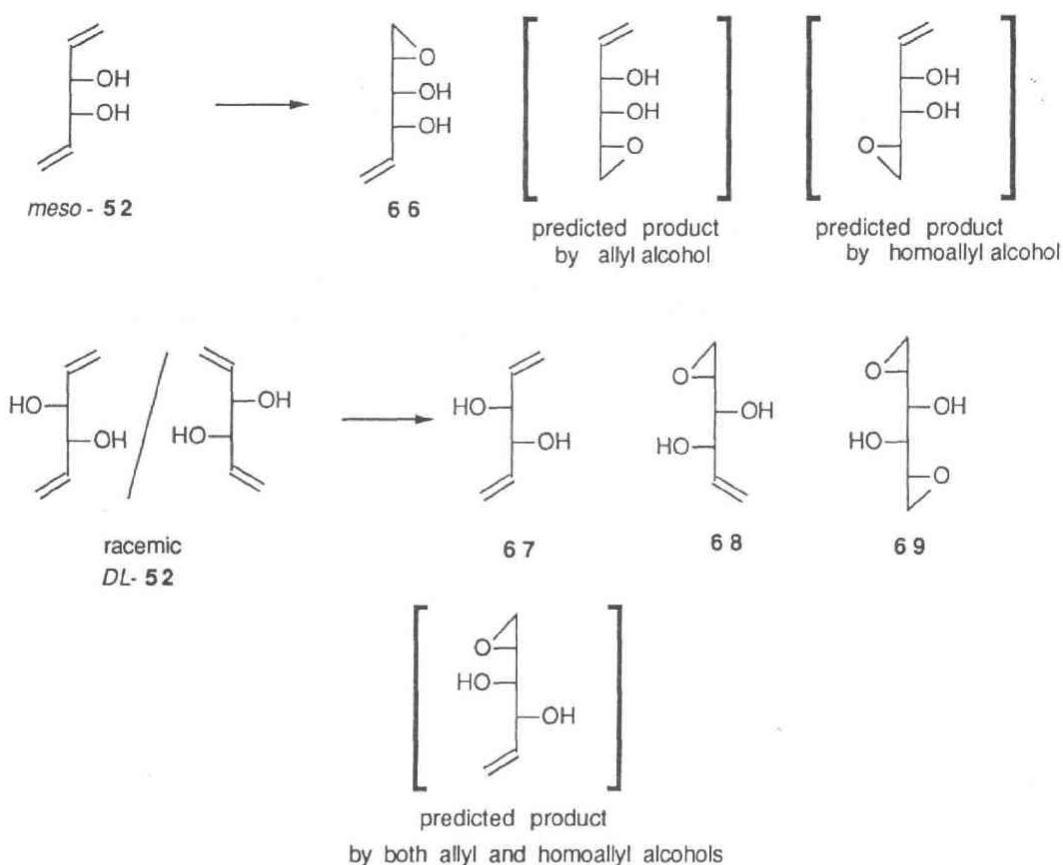 OH
OH
meso - 52
O
OH
OH
66
OH
OH
O
predicted product
by allyl alcohol
OH
OH
O
predicted product
by homoallyl alcohol
HO
OH
OH
HO
racemic
DL- 52
HO
OH
67
O
OH
HO
68
O
OH
HO
O
69
O
HO
OH
predicted product
by both allyl and homoallyl alcohols